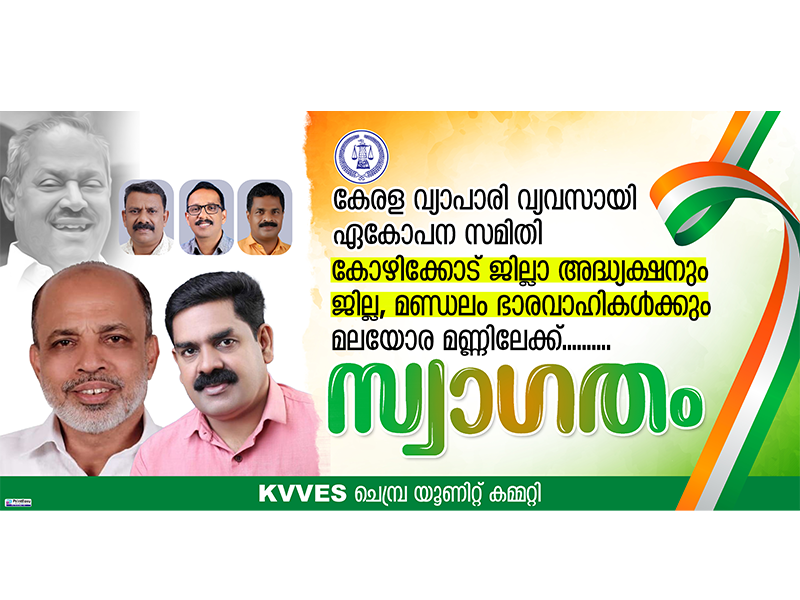 കേരള വ്യാപാരി വ്യവസായി
ഏകോപന സമിതി
കോഴിക്കോട് ജില്ലാ അദ്ധ്യക്ഷനും
ജില്ല, മണ്ഡലം ഭാരവാഹികൾക്കും
മലയോര മണ്ണിലേക്ക്..........
സ്വാഗതം
KVVES ചെമ്പ്ര യൂണിറ്റ് കമ്മറ്റി